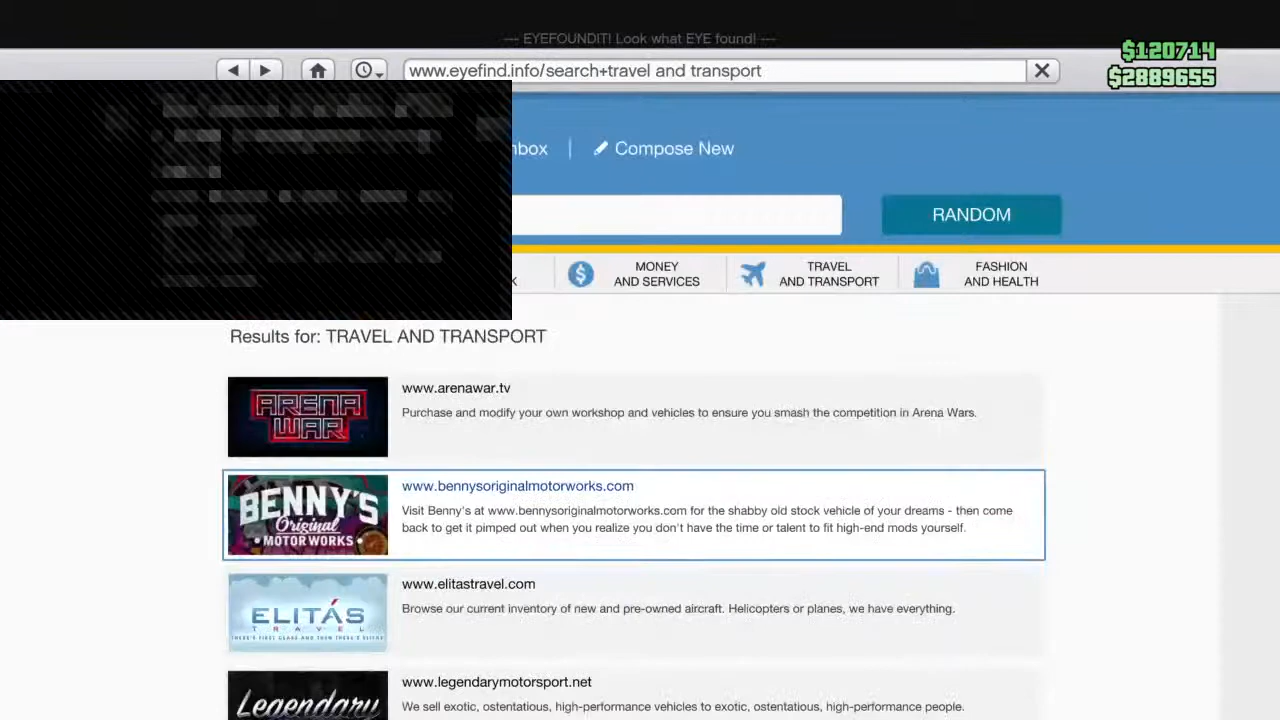 --- EYEFOUNDIT! Look what EYE found! ---
$120714
www.eyefind.info/search+travel and transport
$2889655
nbox | Compose New
RANDOM
MONEY
AND SERVICES
TRAVEL
AND TRANSPORT
FASHION
AND HEALTH
Results for: TRAVEL AND TRANSPORT
ARENA
WAR
www.arenawar.tv
Purchase and modify your own workshop and vehicles to ensure you smash the competition in Arena Wars.
BENNY'S
Original
• MOTOR WORKS •
www.bennysoriginalmotorworks.com
Visit Benny's at www.bennysoriginalmotorworks.com for the shabby old stock vehicle of your dreams - then come
back to get it pimped out when you realize you don't have the time or talent to fit high-end mods yourself.
ELITÁS
TRAVEL
THERE'S FIRST CLASS AND THEN THERE'S ELITAS
www.elitastravel.com
Browse our current inventory of new and pre-owned aircraft. Helicopters or planes, we have everything.
Legendary
www.legendarymotorsport.net
We sell exotic, ostentatious, high-performance vehicles to exotic, ostentatious, high-performance people.